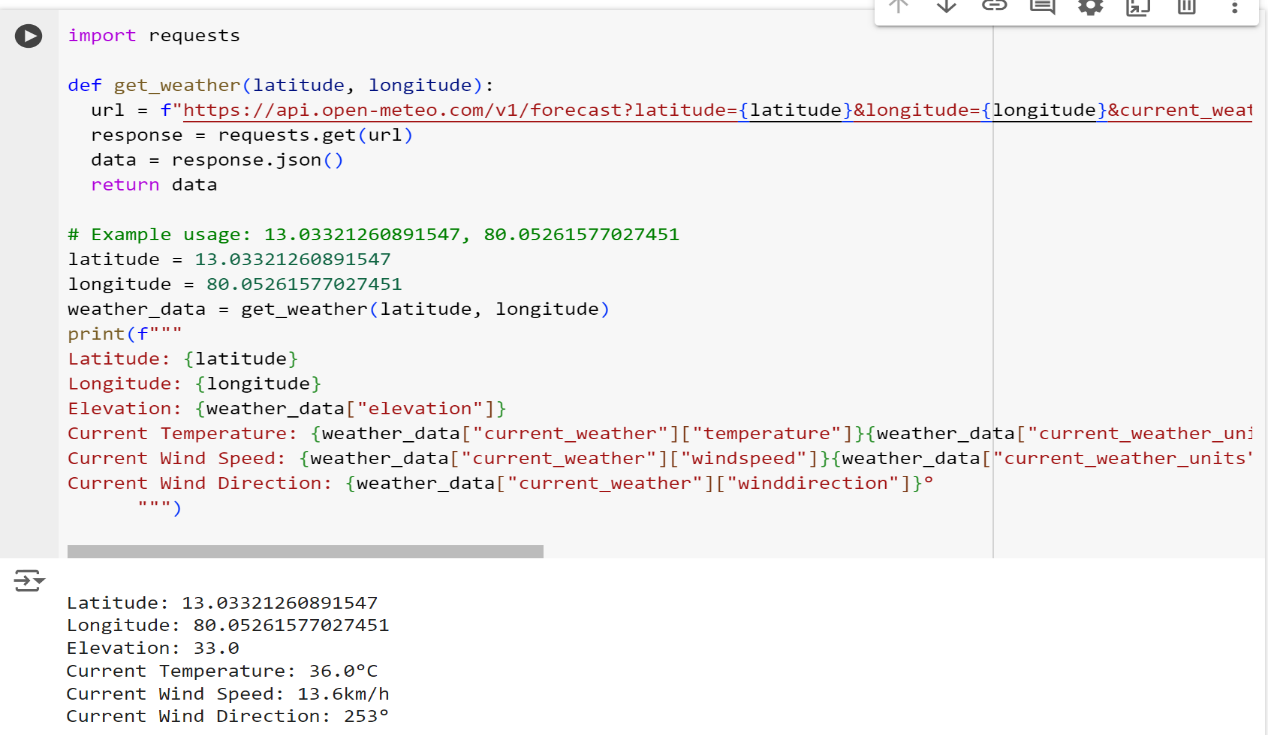 import requests
def get_weather(latitude, longitude):
  url = f"https://api.open-meteo.com/v1/forecast?latitude={latitude}&longitude={longitude}&current_weat
  response = requests.get(url)
  data = response.json()
  return data
# Example usage: 13.03321260891547, 80.05261577027451
latitude = 13.03321260891547
longitude = 80.05261577027451
weather_data = get_weather(latitude, longitude)
print(f"""
Latitude: {latitude}
Longitude: {longitude}
Elevation: {weather_data["elevation"]}
Current Temperature: {weather_data["current_weather"]["temperature"]}{weather_data["current_weather_uni
Current Wind Speed: {weather_data["current_weather"]["windspeed"]}{weather_data["current_weather_units"
Current Wind Direction: {weather_data["current_weather"]["winddirection"]}°
      """)
Latitude: 13.03321260891547
Longitude: 80.05261577027451
Elevation: 33.0
Current Temperature: 36.0°C
Current Wind Speed: 13.6km/h
Current Wind Direction: 253°